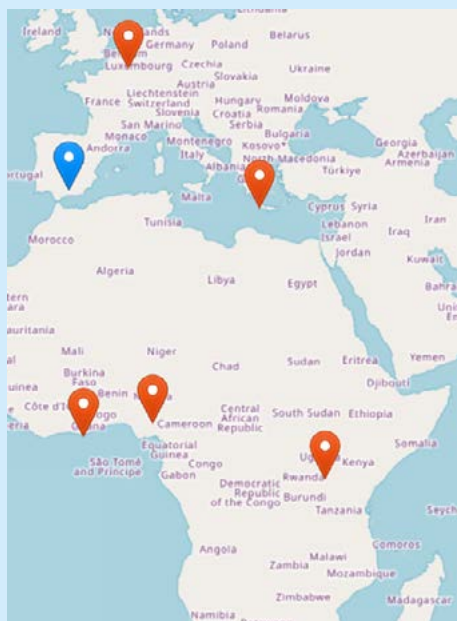 Lithuania
Ireland
Netherlands
Belarus
Germany
Poland
Belgium
Luxembourg
Czechia
Ukraine
Slovakia
Austria
Liechtenstein
France
Switzerland
Hungary
Moldova
Slovenia
Romania
Croatia
San Marino
Serbia
Monaco
Bulgaria
Andorra
Montenegro
Kosovo
Georgia
Italy
North Macedonia
Azerbaijan
Portugal
Albania
Türkiye
Armenia
Malta
Cyprus
Syria
Tunisia
Lebanon
Iran
Morocco
Israel
Iraq
Jordan
Kuwait
Algeria
Libya
Egypt
Mali
Niger
Chad
Sudan
Eritrea
Yemen
Burkina
Faso
Benin
Djibouti
Central
African
Republic
South Sudan
Ethiopia
Ghana
Cameroon
Somalia
Equatorial
Guinea
São Tomé
and Príncipe
Congo
Gabon
Kenya
Democratic
Republic
of the Congo
Rwanda
Burundi
Tanzania
Angola
Malawi
Comoros
Zambia
Mozambique
Zimbabwe
Madagascar
Namibia